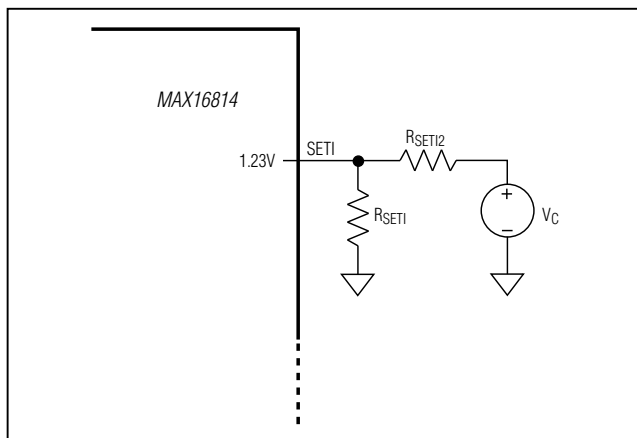 MAX16814
1.23V
SETI
RSETI2
RSETI
+
−
VC